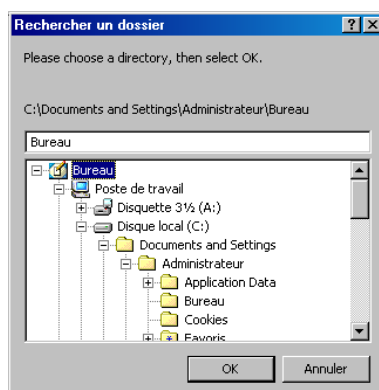 Rechercher un dossier
Please choose a directory, then select OK.
C:\Documents and Settings\Administrateur\Bureau
Bureau
Bureau
Poste de travail
Disquette 3½ (A:)
Disque local (C:)
Documents and Settings
Administrateur
Application Data
Bureau
Cookies
Favoris
OK Annuler